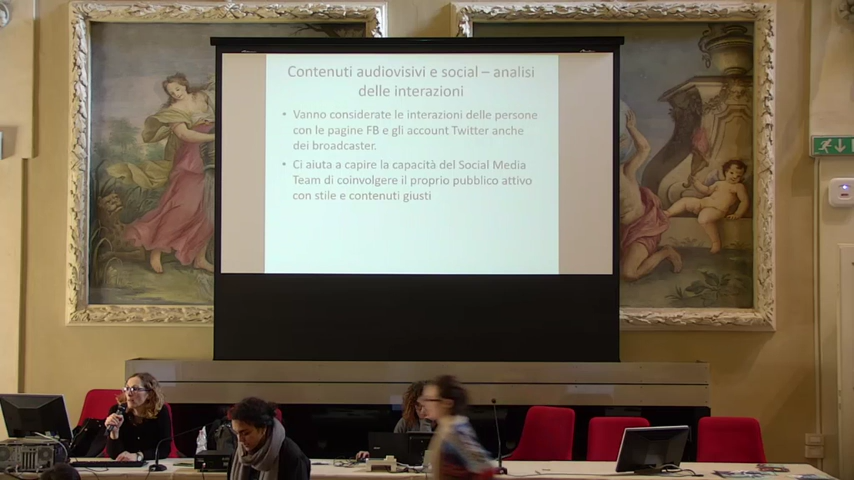 Contenuti audiovisivi e social – analisi
delle interazioni
• Vanno considerate le interazioni delle persone
con le pagine FB e gli account Twitter anche
dei broadcaster.
• Ci aiuta a capire la capacità del Social Media
Team di coinvolgere il proprio pubblico attivo
con stile e contenuti giusti